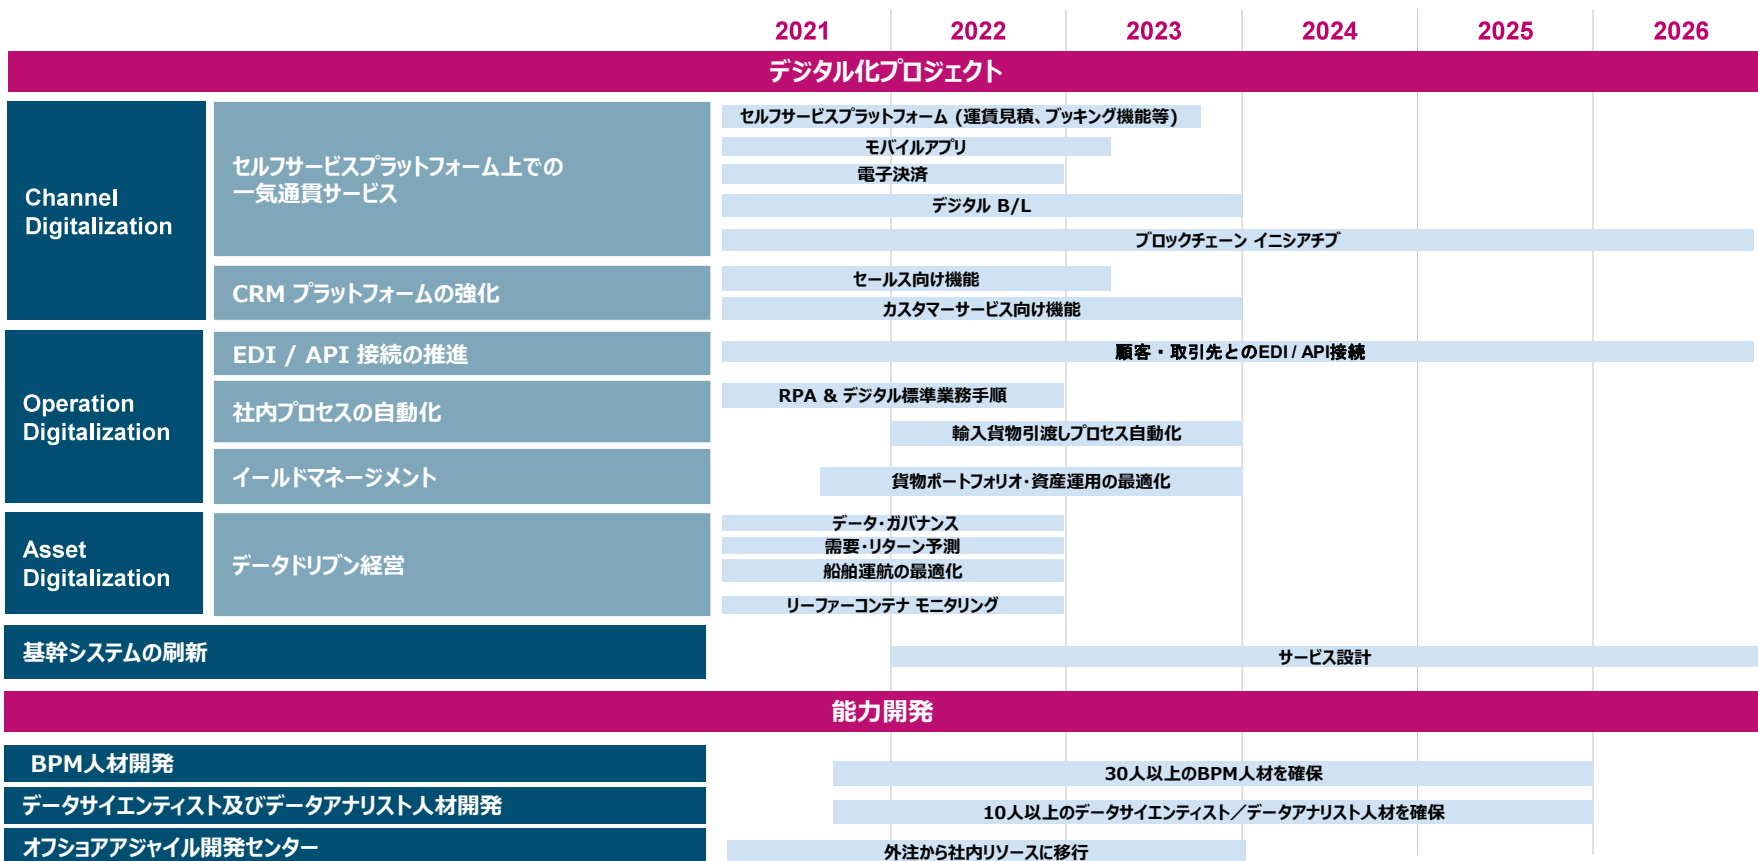 2021 2022 2023 2024 2025 2026
デジタル化プロジェクト
Channel
Digitalization
セルフサービスプラットフォーム上での
一気通貫サービス
セルフサービスプラットフォーム (運賃見積、ブッキング機能等)
モバイルアプリ
電子決済
デジタル B/L
ブロックチェーン イニシアチブ
CRM プラットフォームの強化
セールス向け機能
カスタマーサービス向け機能
Operation
Digitalization
EDI / API 接続の推進
顧客・取引先とのEDI / API接続
社内プロセスの自動化
RPA & デジタル標準業務手順
輸入貨物引渡しプロセス自動化
イールドマネージメント
貨物ポートフォリオ・資産運用の最適化
Asset
Digitalization
データドリブン経営
データ・ガバナンス
需要・リターン予測
船舶運航の最適化
リーファーコンテナ モニタリング
基幹システムの刷新
サービス設計
能力開発
BPM人材開発
30人以上のBPM人材を確保
データサイエンティスト及びデータアナリスト人材開発
10人以上のデータサイエンティスト／データアナリスト人材を確保
オフショアアジャイル開発センター
外注から社内リソースに移行